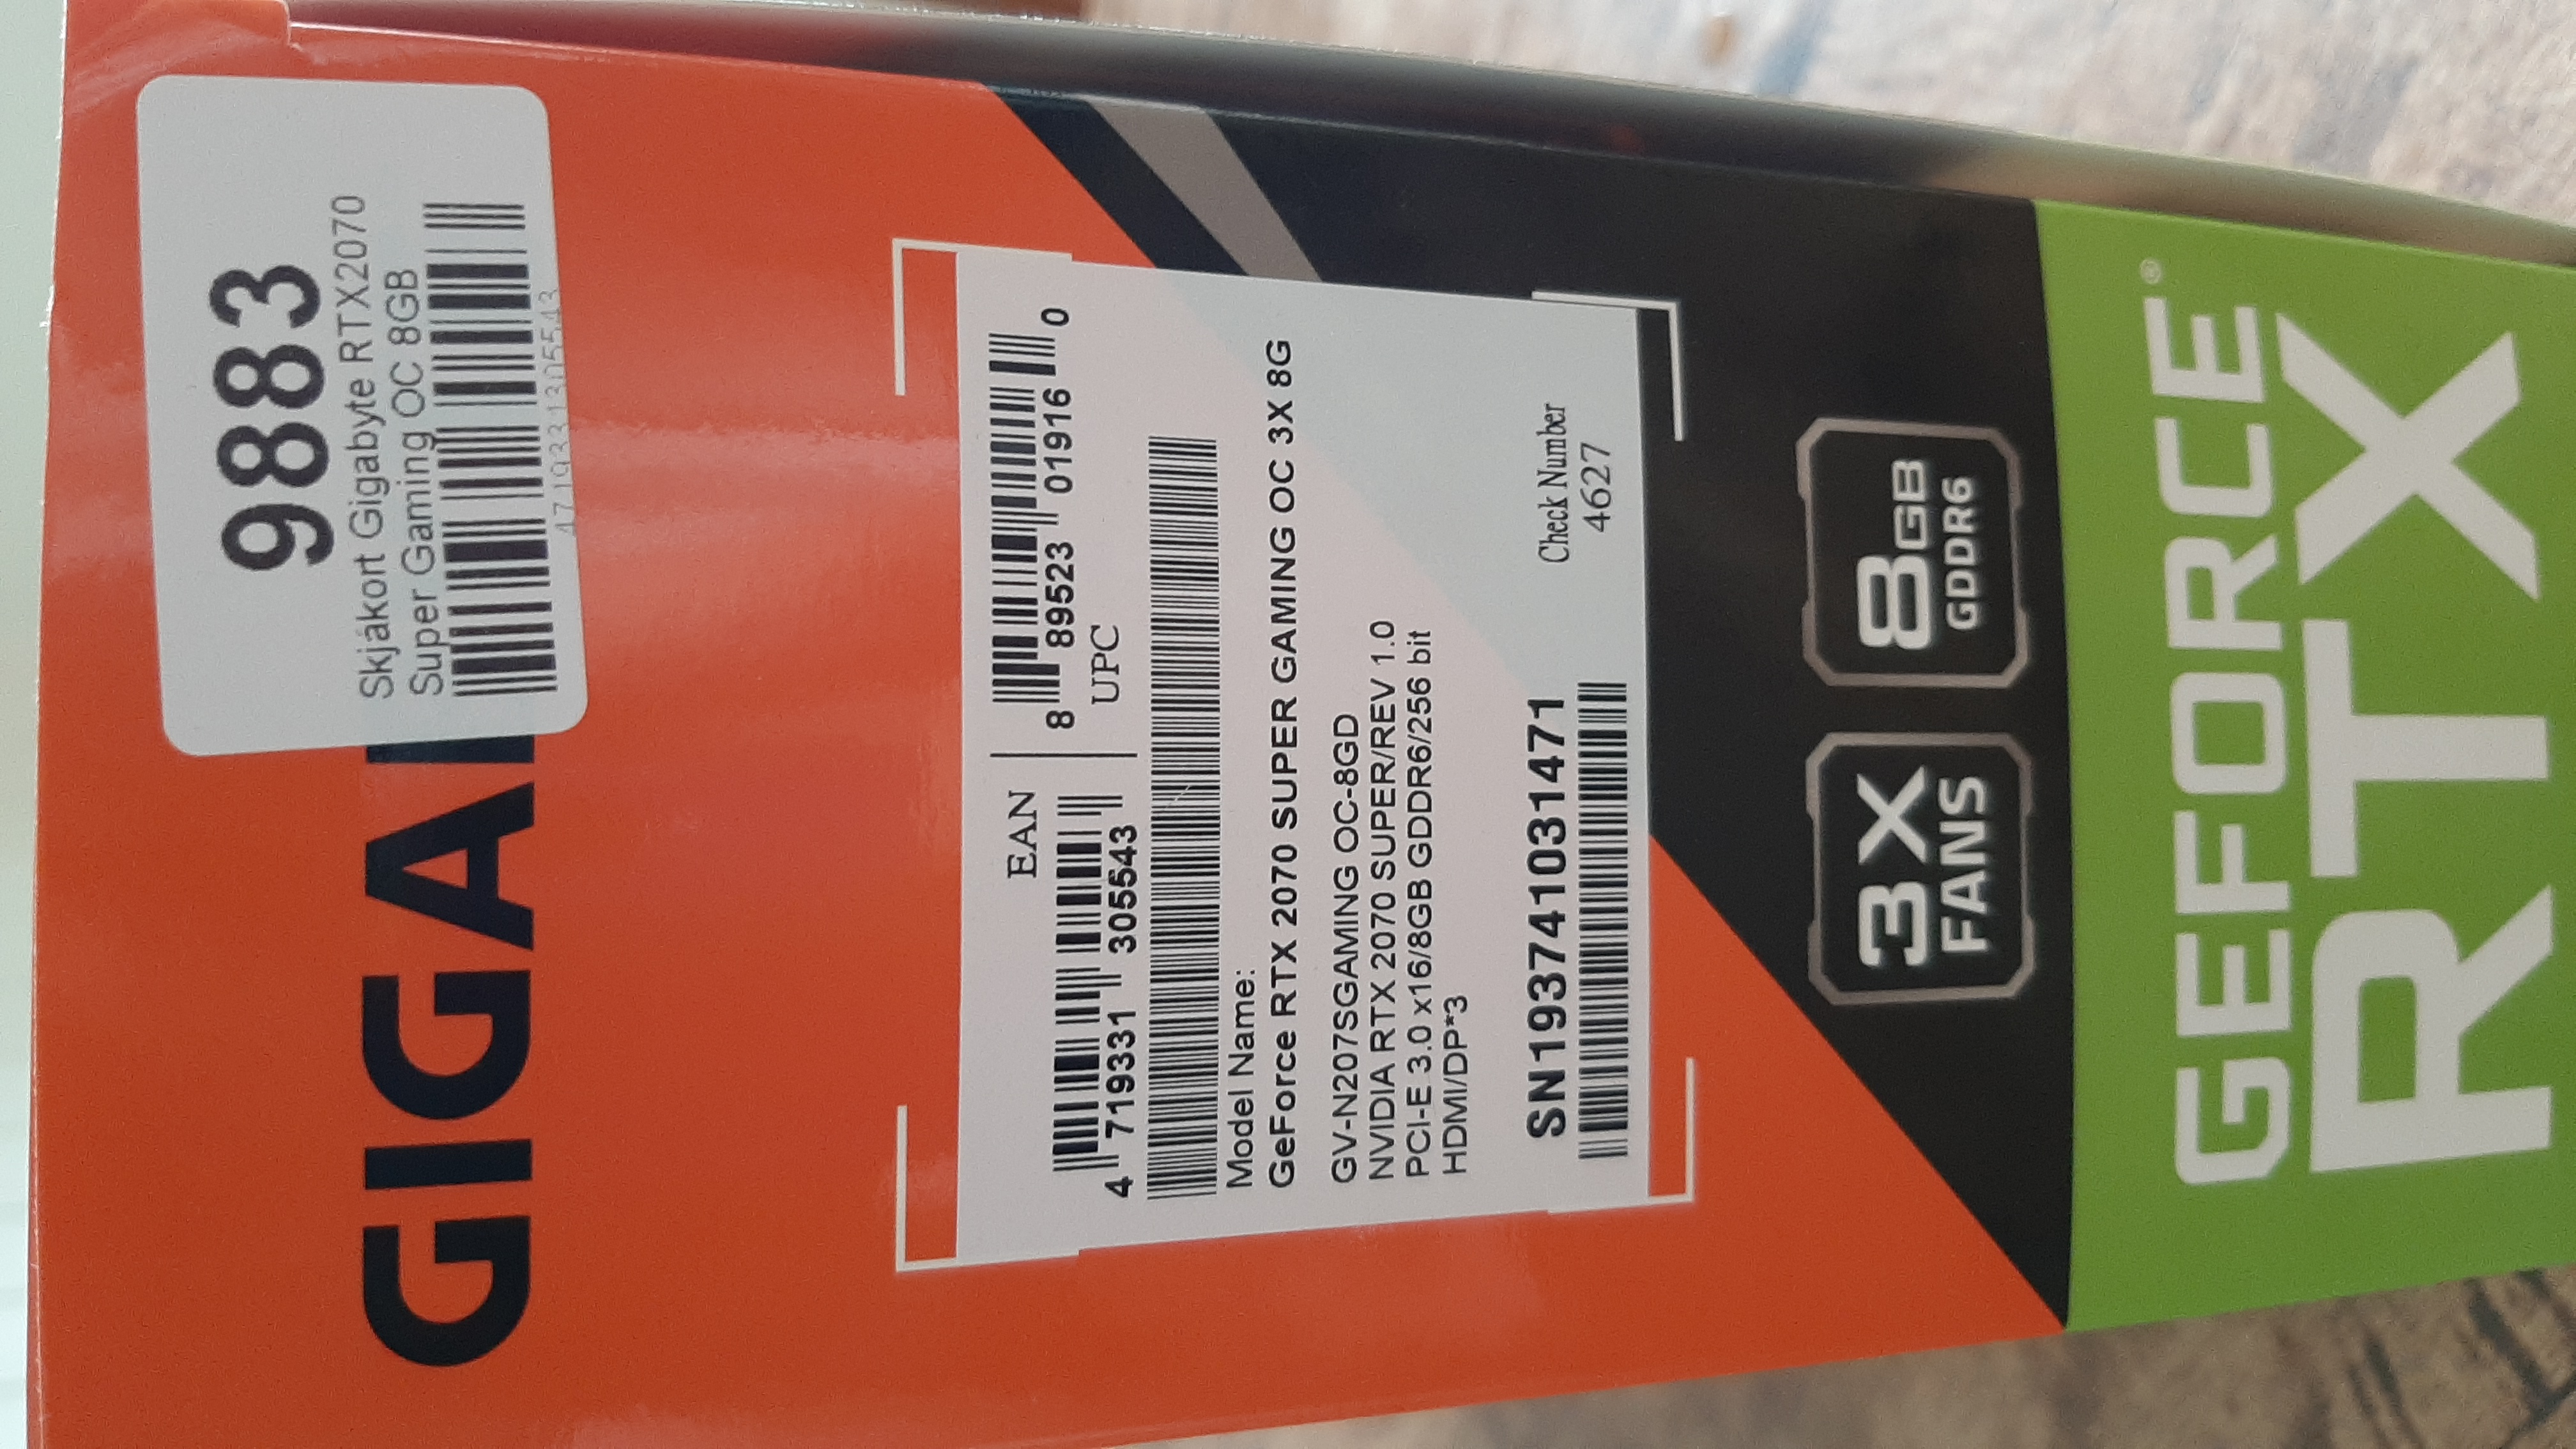 9883
Skjákort Gigabyte RTX2070
Super Gaming OC 8GB
4719331305543
GIGA
EAN
4 719331 305543
8 89523 01916 0
UPC
Model Name:
GeForce RTX 2070 SUPER GAMING OC 3X 8G
GV-N207SGAMING OC-8GD
NVIDIA RTX 2070 SUPER/REV 1.0
PCI-E 3.0 x16/8GB GDDR6/256 bit
HDMI/DP*3
SN193741031471
Check Number
4627
3X
FANS
8GB
GDDR6
GEFORCE®
RTX